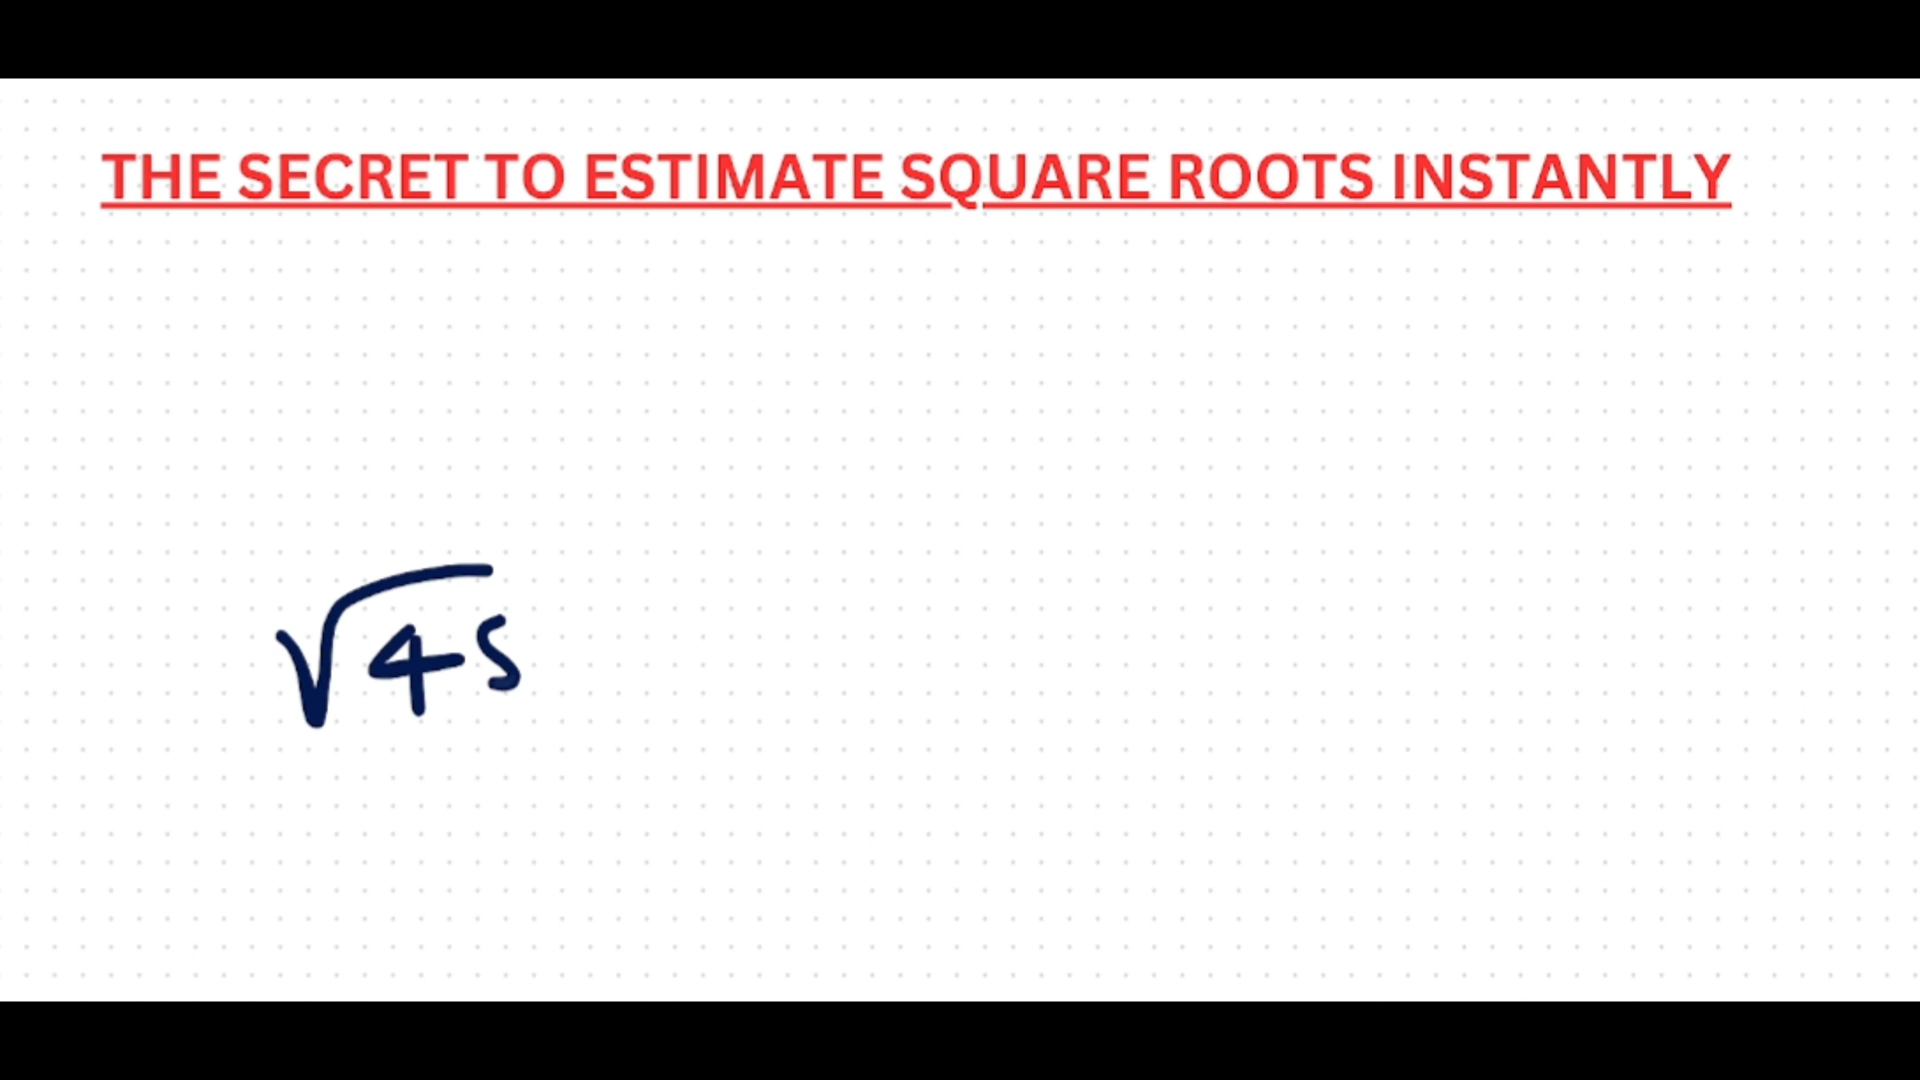 THE SECRET TO ESTIMATE SQUARE ROOTS INSTANTLY
√45